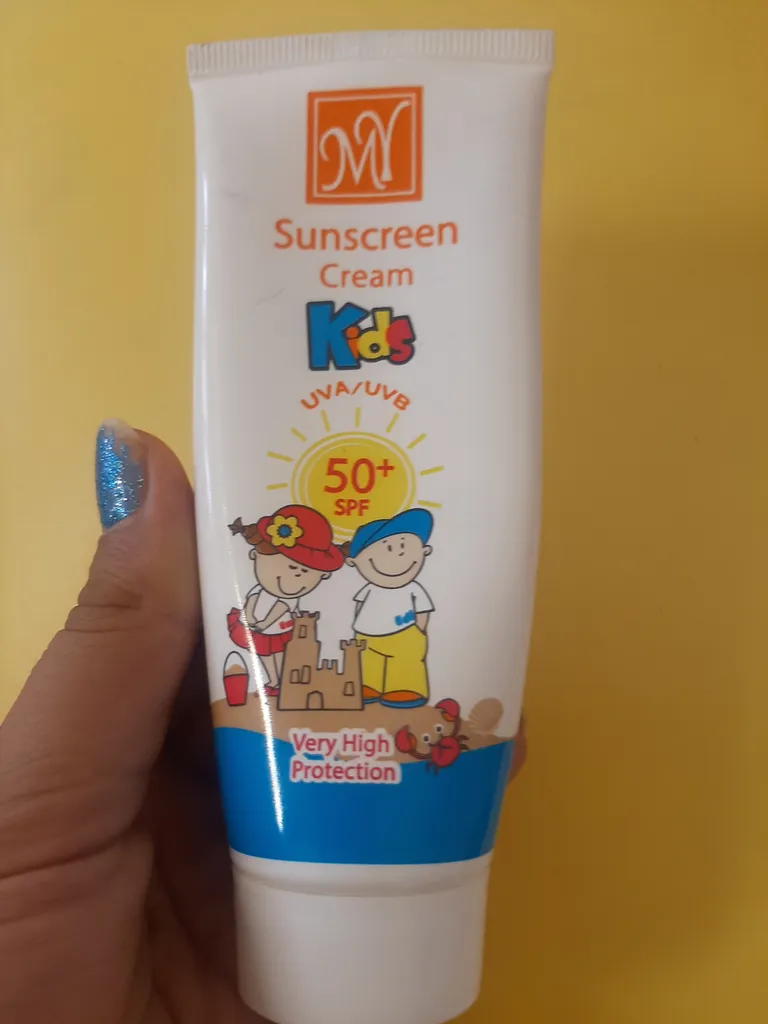 MY
Sunscreen
Cream
Kids
UVA/UVB
50+
SPF
Very High
Protection